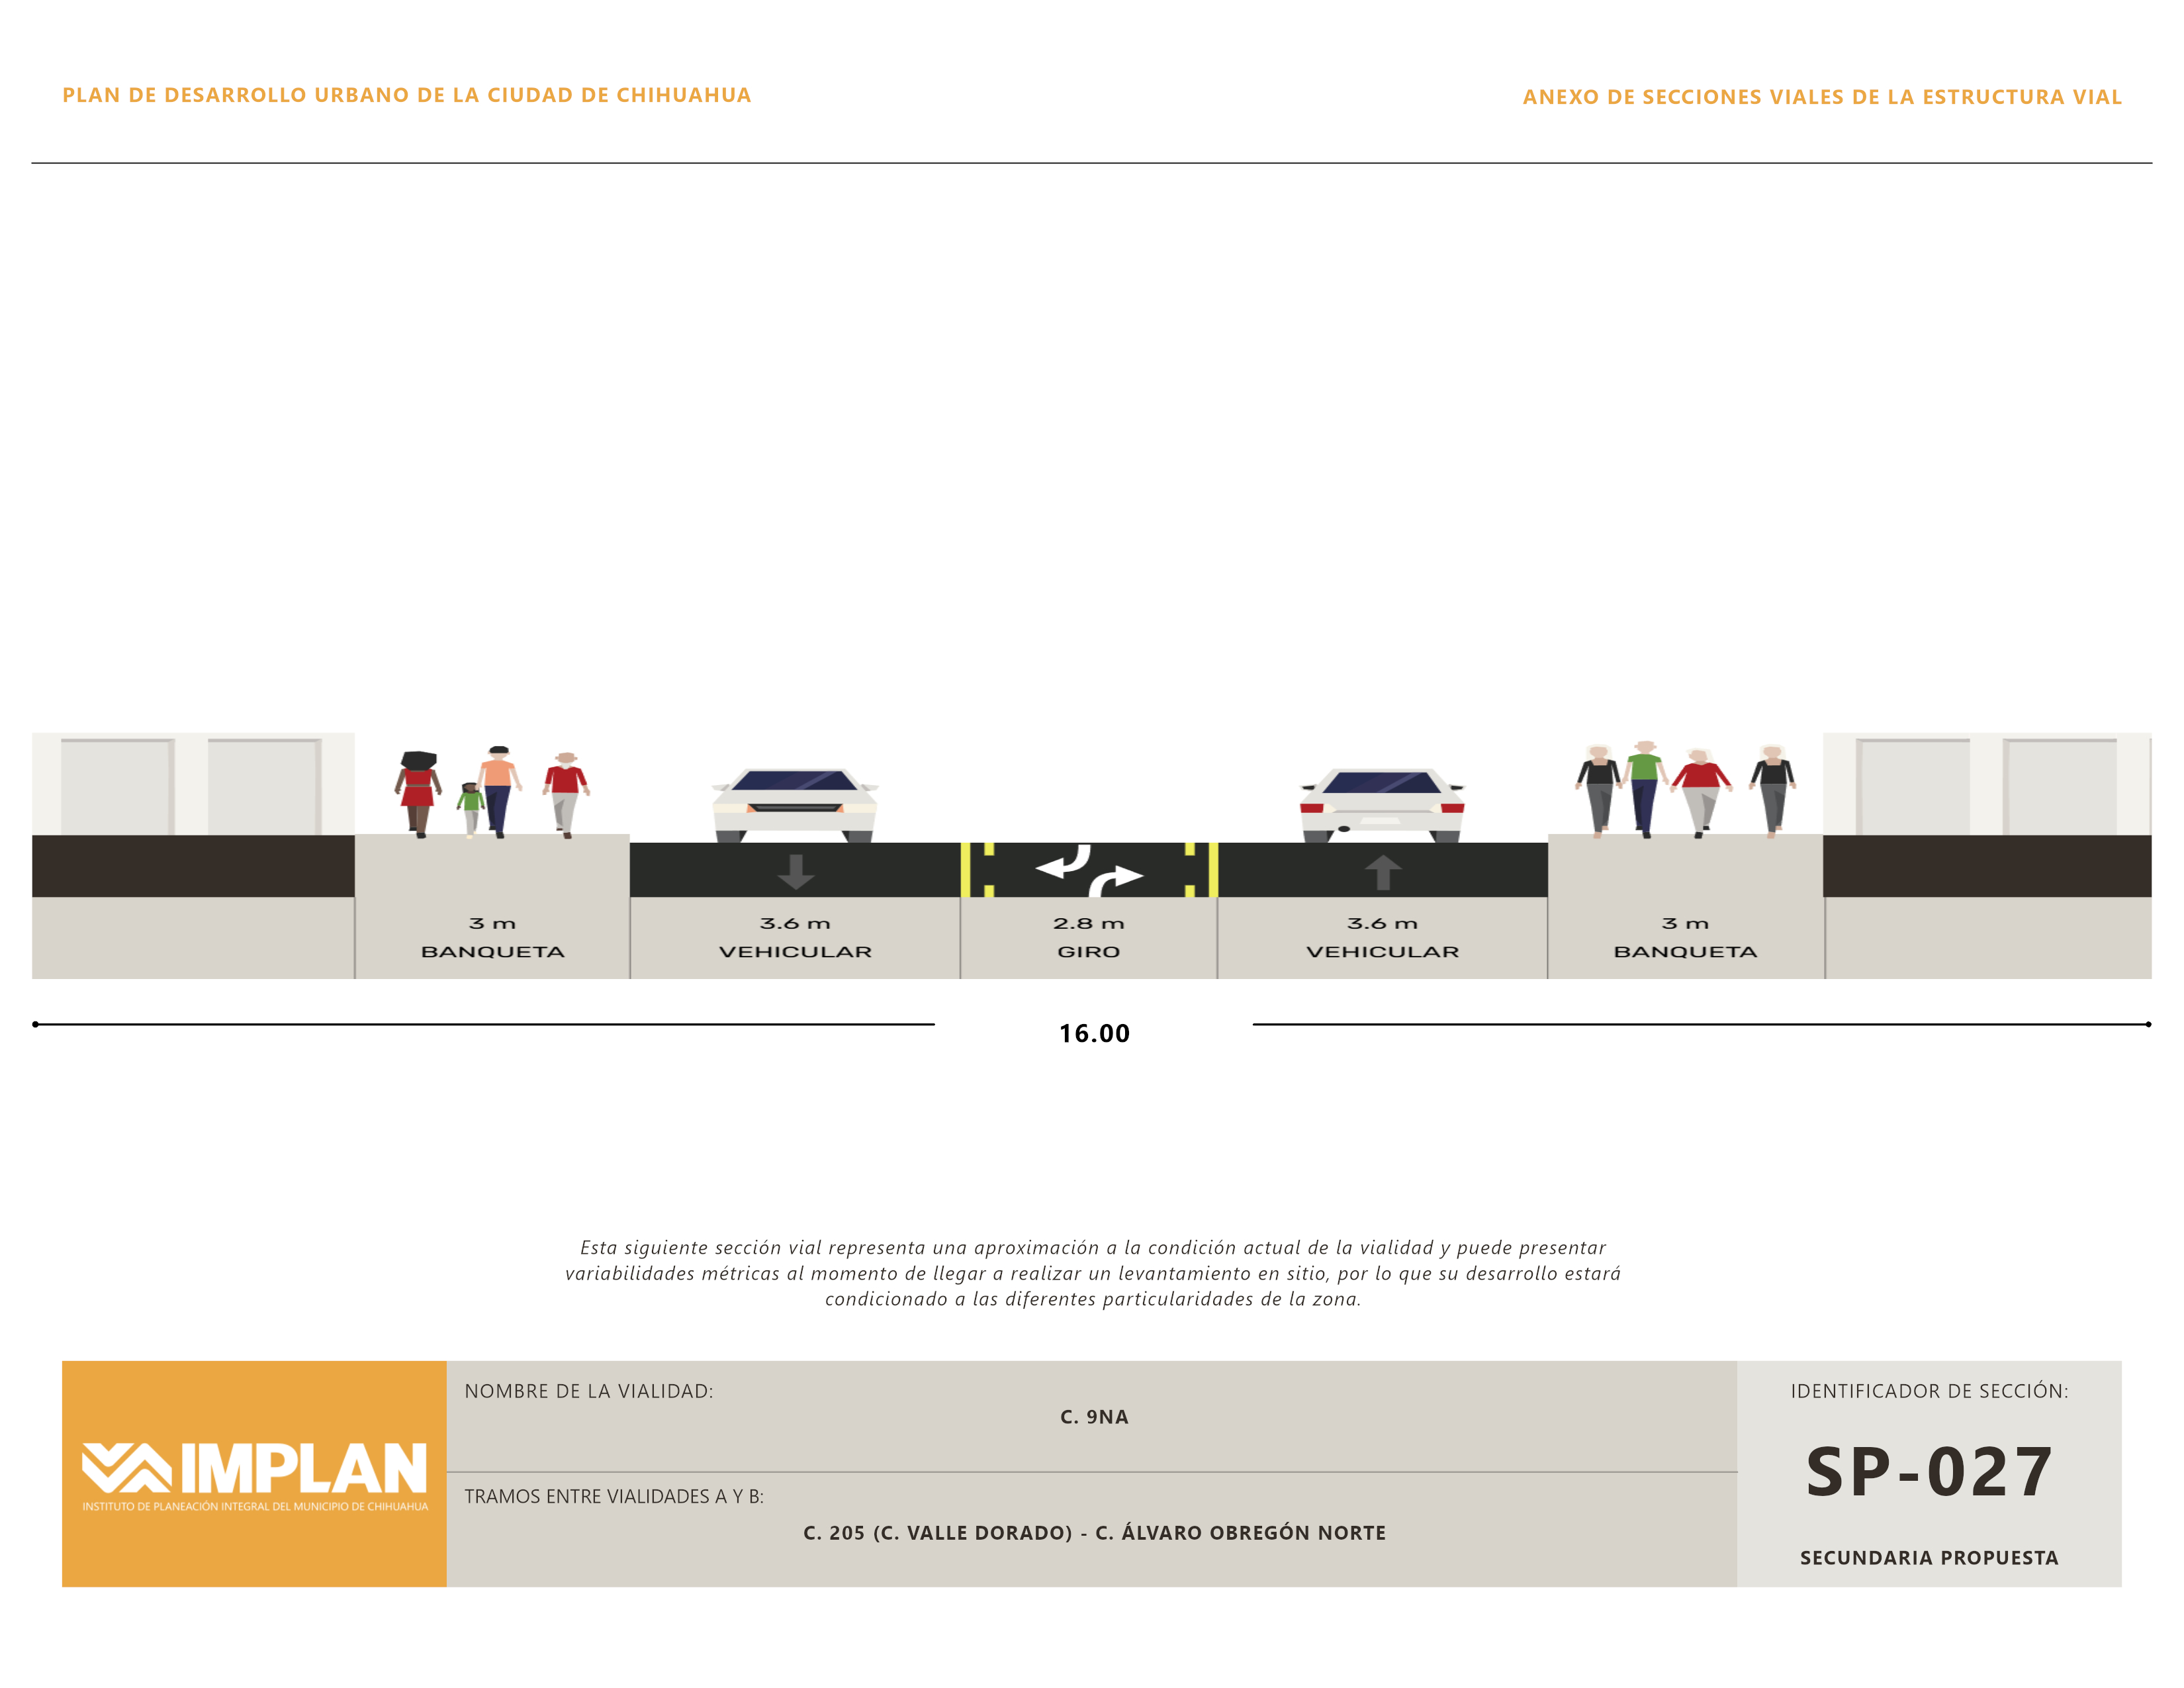 PLAN DE DESARROLLO URBANO DE LA CIUDAD DE CHIHUAHUA
ANEXO DE SECCIONES VIALES DE LA ESTRUCTURA VIAL
3 m
BANQUETA
3.6 m
VEHICULAR
2.8 m
GIRO
3.6 m
VEHICULAR
3 m
BANQUETA
16.00
Esta siguiente sección vial representa una aproximación a la condición actual de la vialidad y puede presentar
variabilidades métricas al momento de llegar a realizar un levantamiento en sitio, por lo que su desarrollo estará
condicionado a las diferentes particularidades de la zona.
IMPLAN
INSTITUTO DE PLANEACIÓN INTEGRAL DEL MUNICIPIO DE CHIHUAHUA
NOMBRE DE LA VIALIDAD:
C. 9NA
TRAMOS ENTRE VIALIDADES A Y B:
C. 205 (C. VALLE DORADO) - C. ÁLVARO OBREGÓN NORTE
IDENTIFICADOR DE SECCIÓN:
SP-027
SECUNDARIA PROPUESTA